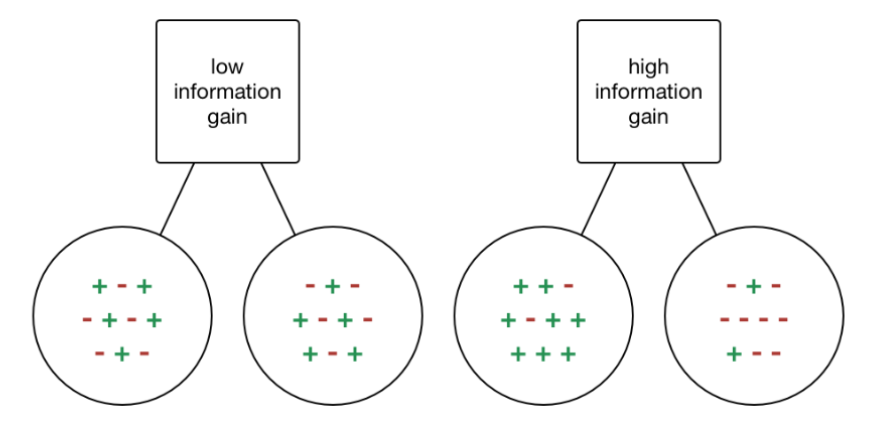 low
information
gain
high
information
gain
+ - +
- + - +
- + -
- + -
+ - + -
+ - +
+ + -
+ - + +
+ + +
- + -
- - - -
+ - -